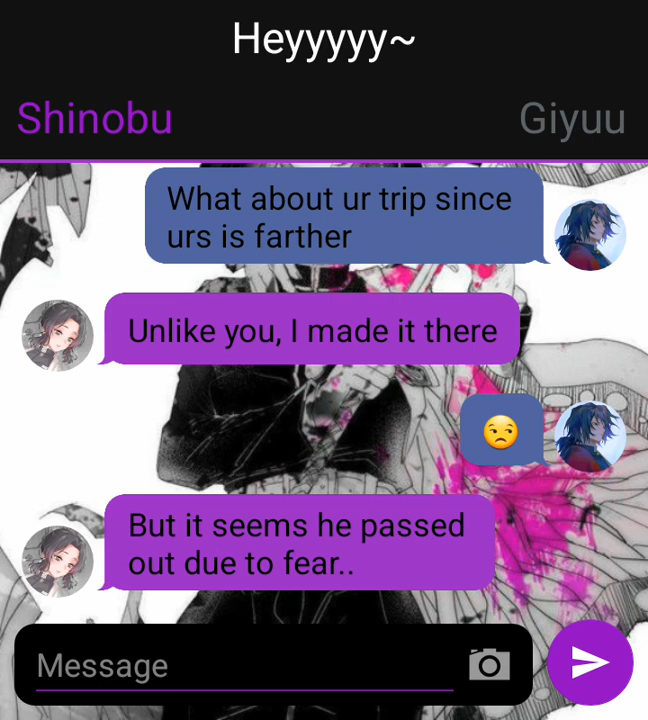 Heyyyyy~
Shinobu
Giyuu
What about ur trip since
urs is farther
Unlike you, I made it there
😒
But it seems he passed
out due to fear..
Message